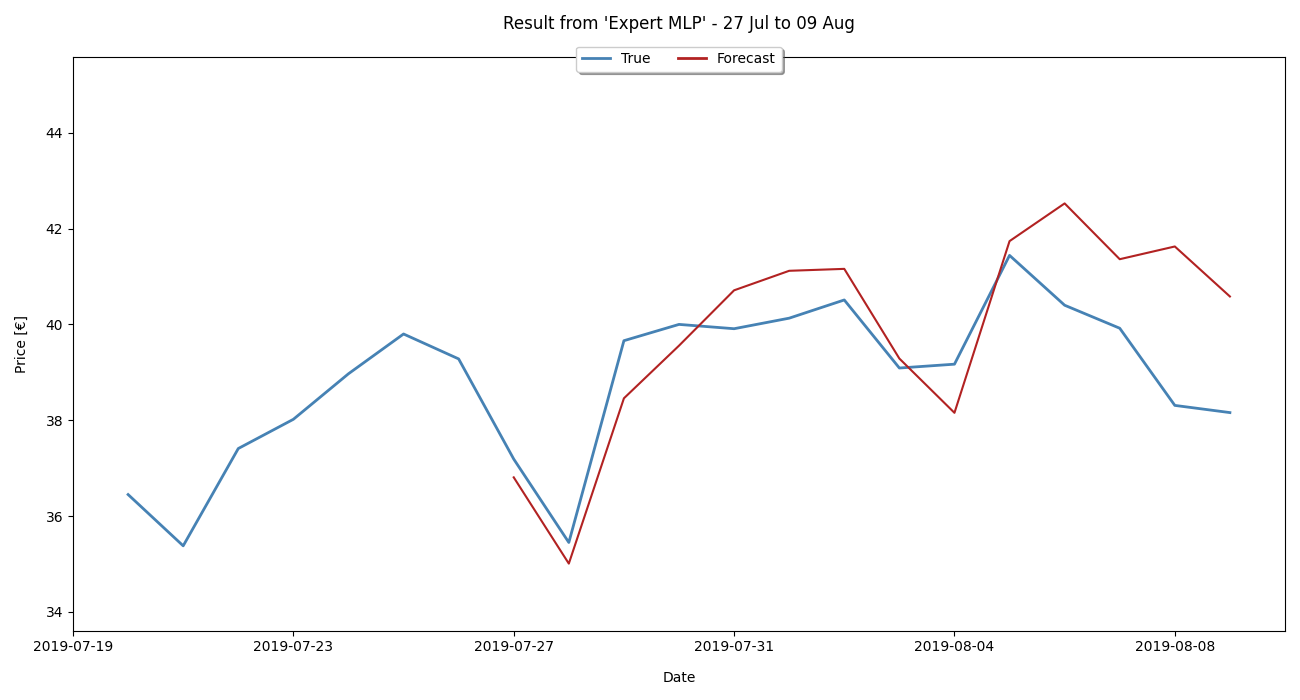 Result from 'Expert MLP' - 27 Jul to 09 Aug
True Forecast
44
42
40
38
36
34
Price [€]
2019-07-19 2019-07-23 2019-07-27 2019-07-31 2019-08-04 2019-08-08
Date